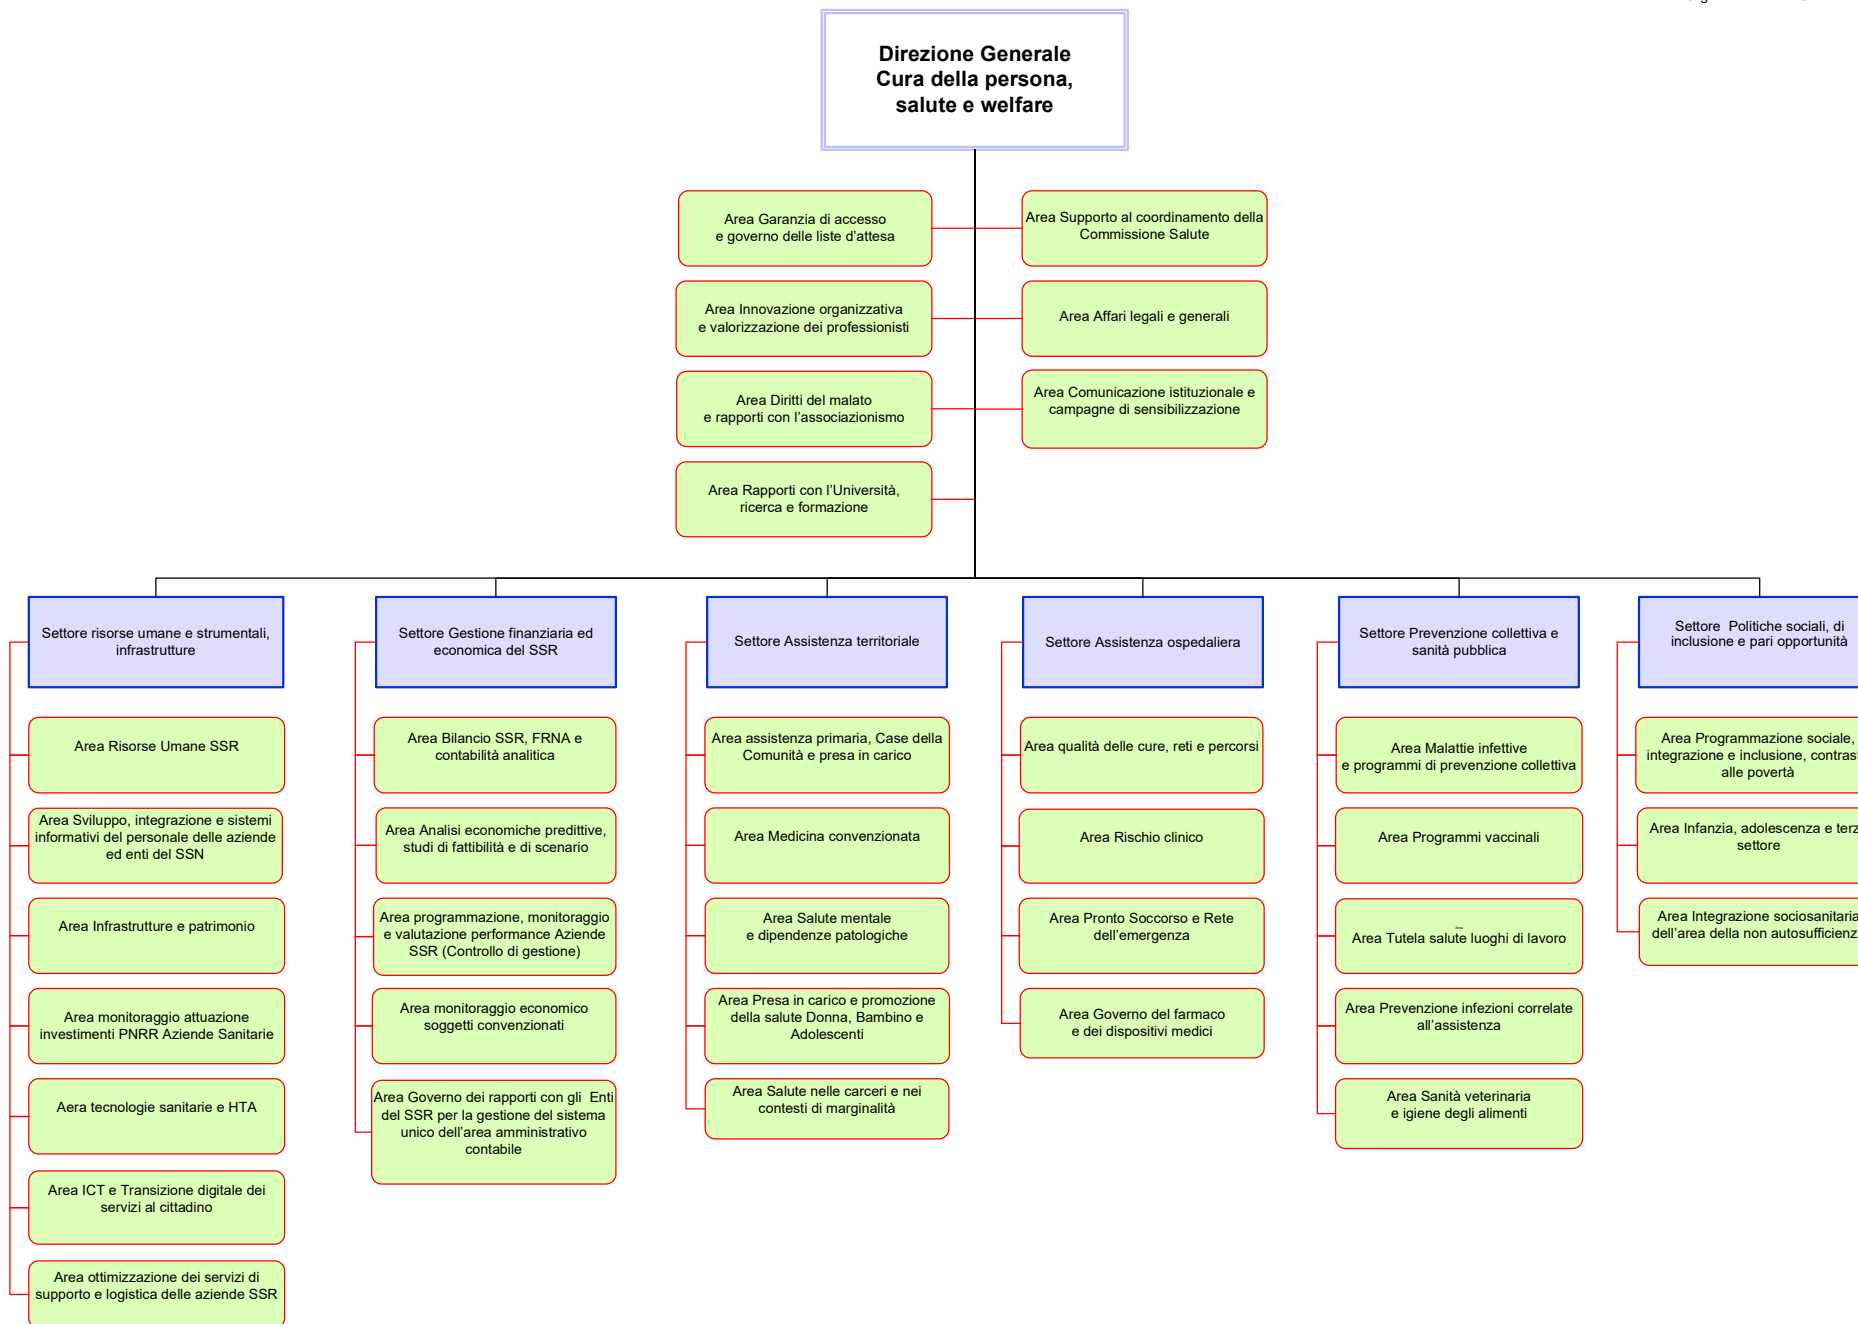 Direzione Generale
Cura della persona,
salute e welfare
Area Garanzia di accesso
e governo delle liste d'attesa
Area Supporto al coordinamento della
Commissione Salute
Area Innovazione organizzativa
e valorizzazione dei professionisti
Area Affari legali e generali
Area Diritti del malato
e rapporti con l'associazionismo
Area Comunicazione istituzionale e
campagne di sensibilizzazione
Area Rapporti con l'Università,
ricerca e formazione
Settore risorse umane e strumentali,
infrastrutture
Area Risorse Umane SSR
Area Sviluppo, integrazione e sistemi
informativi del personale delle aziende
ed enti del SSN
Area Infrastrutture e patrimonio
Area monitoraggio attuazione
investimenti PNRR Aziende Sanitarie
Aera tecnologie sanitarie e HTA
Area ICT e Transizione digitale dei
servizi al cittadino
Area ottimizzazione dei servizi di
supporto e logistica delle aziende SSR
Settore Gestione finanziaria ed
economica del SSR
Area Bilancio SSR, FRNA e
contabilità analitica
Area Analisi economiche predittive,
studi di fattibilità e di scenario
Area programmazione, monitoraggio
e valutazione performance Aziende
SSR (Controllo di gestione)
Area monitoraggio economico
soggetti convenzionati
Area Governo dei rapporti con gli Enti
del SSR per la gestione del sistema
unico dell'area amministrativo
contabile
Settore Assistenza territoriale
Area assistenza primaria, Case della
Comunità e presa in carico
Area Medicina convenzionata
Area Salute mentale
e dipendenze patologiche
Area Presa in carico e promozione
della salute Donna, Bambino e
Adolescenti
Area Salute nelle carceri e nei
contesti di marginalità
Settore Assistenza ospedaliera
Area qualità delle cure, reti e percorsi
Area Rischio clinico
Area Pronto Soccorso e Rete
dell'emergenza
Area Governo del farmaco
e dei dispositivi medici
Settore Prevenzione collettiva e
sanità pubblica
Area Malattie infettive
e programmi di prevenzione collettiva
Area Programmi vaccinali
Area Tutela salute luoghi di lavoro
Area Prevenzione infezioni correlate
all'assistenza
Area Sanità veterinaria
e igiene degli alimenti
Settore Politiche sociali, di
inclusione e pari opportunità
Area Programmazione sociale,
integrazione e inclusione,
alle povertà
Area Infanzia, adolescenza e
settore
Area Integrazione sociosanitaria
dell'area della non